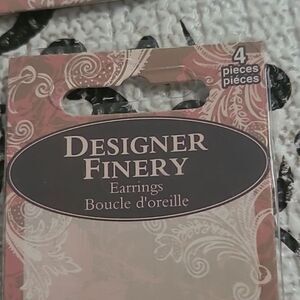 4
pieces
pièces
DESIGNER
FINERY
Earrings
Boucle d'oreille